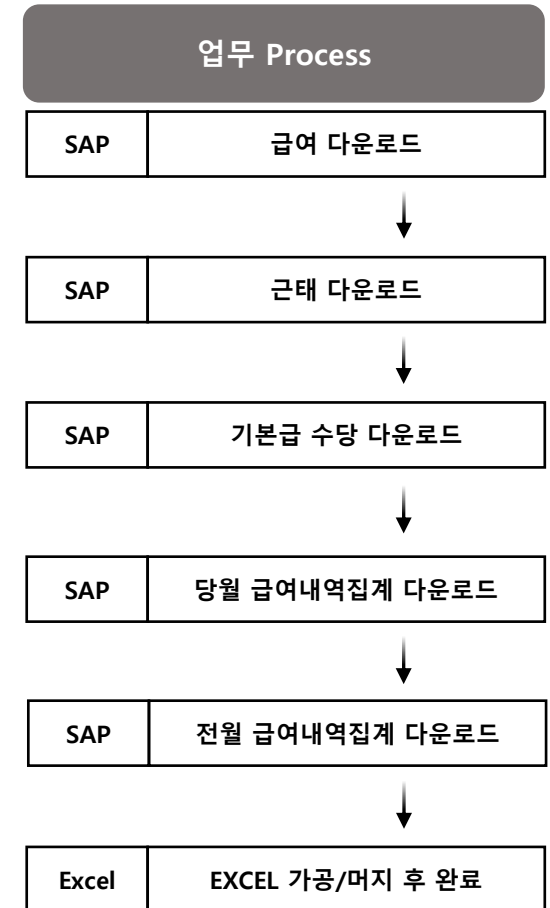 업무 Process
SAP 급여 다운로드
SAP 근태 다운로드
SAP 기본급 수당 다운로드
SAP 당월 급여내역집계 다운로드
SAP 전월 급여내역집계 다운로드
Excel EXCEL 가공/머지 후 완료